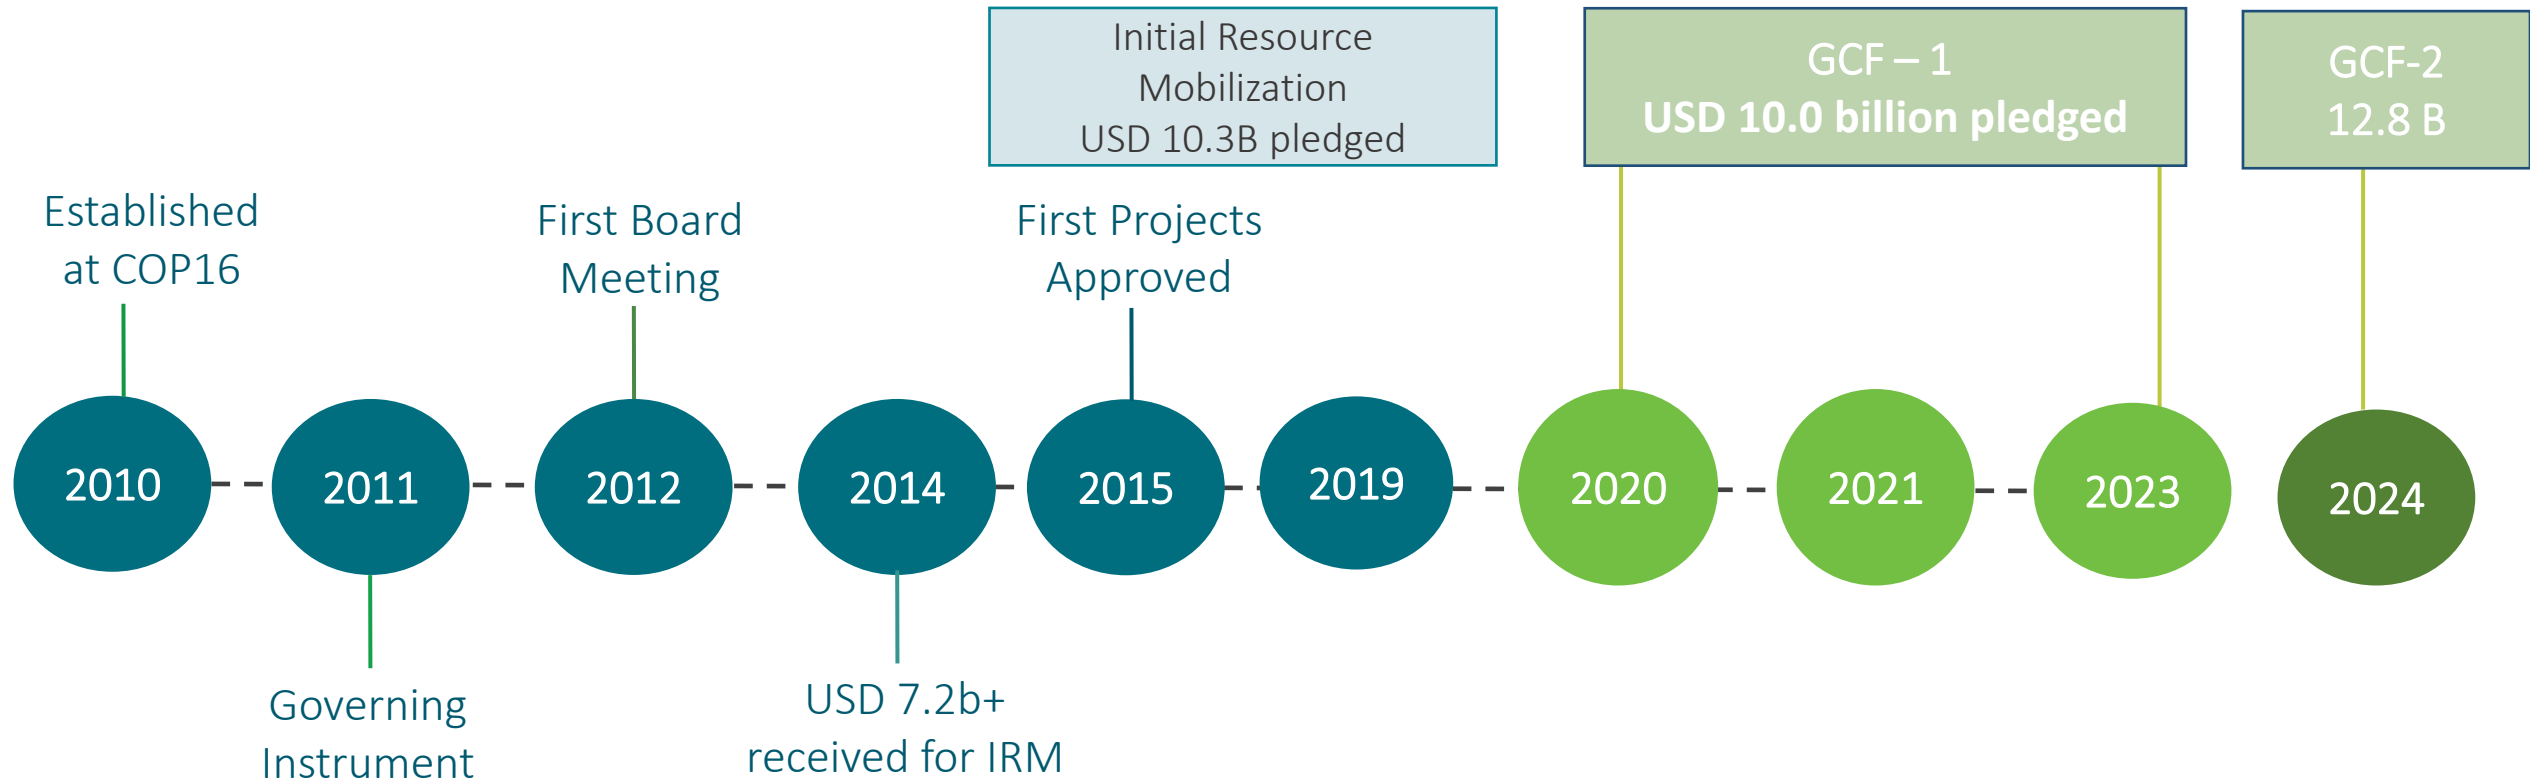 Initial Resource
Mobilization
USD 10.3B pledged
GCF – 1
USD 10.0 billion pledged
GCF-2
12.8 B
Established
at COP16
First Board
Meeting
First Projects
Approved
2010
2011
2012
2014
2015
2019
2020
2021
2023
2024
Governing
Instrument
USD 7.2b+
received for IRM